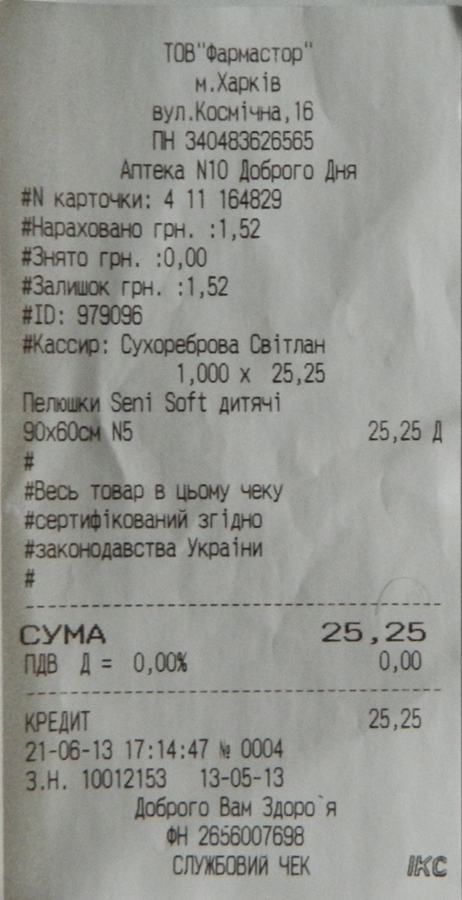 ТОВ"Фармастор"
м.Харків
вул.Космічна,16
ПН 340483626565
Аптека N10 Доброго Дня
#N карточки: 4 11 164829
#Нараховано грн. :1,52
#Знято грн. :0,00
#Залишок грн. :1,52
#ID: 979096
#Кассир: Сухореброва Світлан
1,000 x 25,25
Пелюшки Seni Soft дитячі
90x60см N5 25,25 Д
#
#Весь товар в цьому чеку
#сертифікований згідно
#законодавства України
#
СУМА 25,25
ПДВ Д = 0,00% 0,00
КРЕДИТ 25,25
21-06-13 17:14:47 № 0004
З.Н. 10012153 13-05-13
Доброго Вам Здоро`я
ФН 2656007698
СЛУЖБОВИЙ ЧЕК ІКС